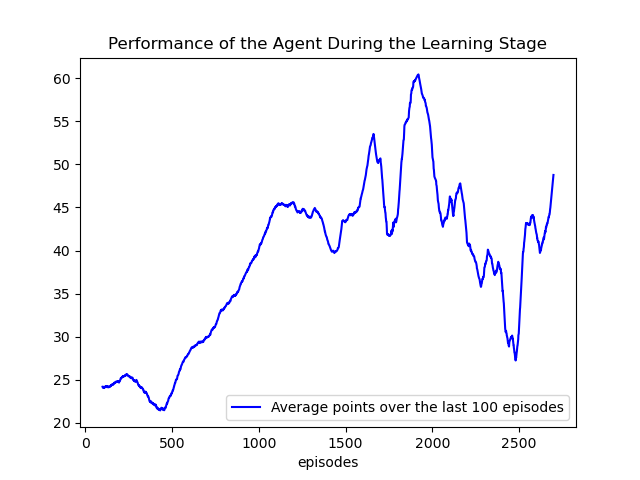 Performance of the Agent During the Learning Stage
60
55
50
45
40
35
30
25
20
Average points over the last 100 episodes
0 500 1000 1500 2000 2500
episodes